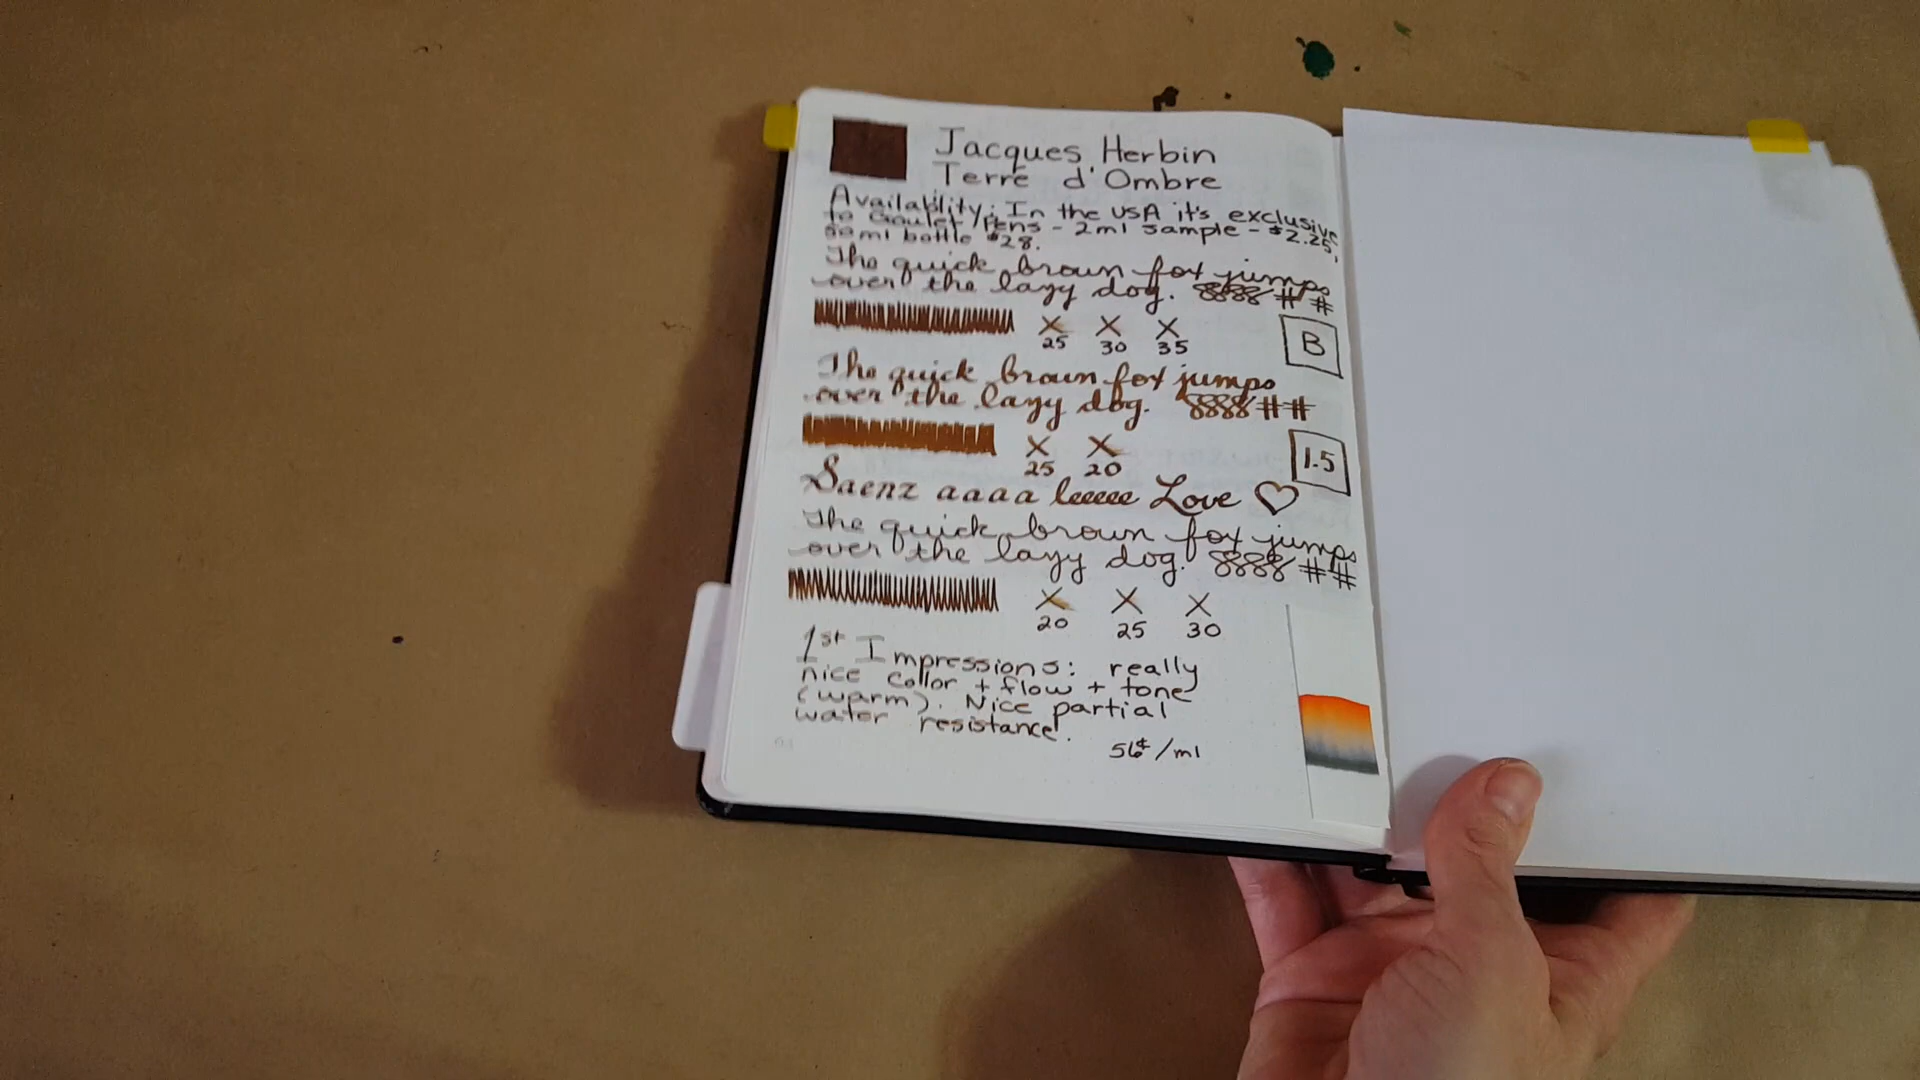 Jacques Herbin
Terre d'Ombre
Availablity: In the USA it's exclusive
to Goulet Pens - 2ml sample - $2.25,
50ml bottle $28.
The quick brown fox jumps
over the lazy dog. 8888 # #
X X X
25 30 35
B
The quick brown fox jumps
over the lazy dog. 8888 # #
X X
25 20
1.5
Saenz aaaa leeeee Love ♡
The quick brown fox jumps
over the lazy dog. 8888 # #
X X X
20 25 30
1st Impressions: really
nice color + flow + tone
(warm). Nice partial
water resistance.
56¢/ml